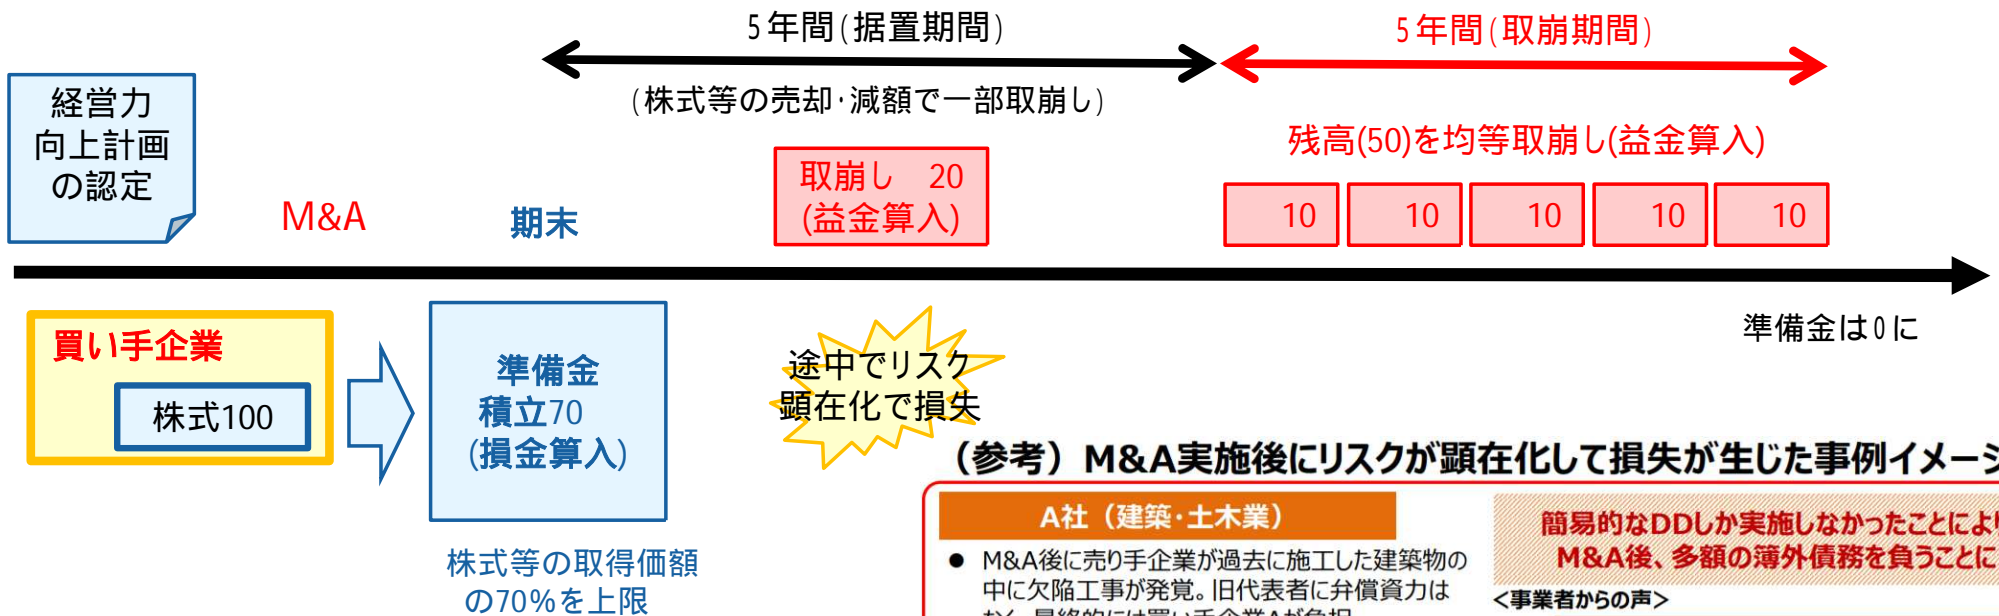 5年間(据置期間)
5年間(取崩期間)
経営力
向上計画
の認定
(株式等の売却･減額で一部取崩し)
残高(50)を均等取崩し(益金算入)
取崩し 20
(益金算入)
M&A
期末
10
10
10
10
10
買い手企業
株式100
準備金
積立70
(損金算入)
途中でリスク
顕在化で損失
準備金は0に
株式等の取得価額
の70%を上限
（参考）M&A実施後にリスクが顕在化して損失が生じた事例イメー
A社（建築･土木業）
● M&A後に売り手企業が過去に施工した建築物の
中に欠陥工事が発覚。旧代表者に弁償資力は
簡易的なDDしか実施しなかったことによ
M&A後、多額の簿外債務を負うことに
<事業者からの声>